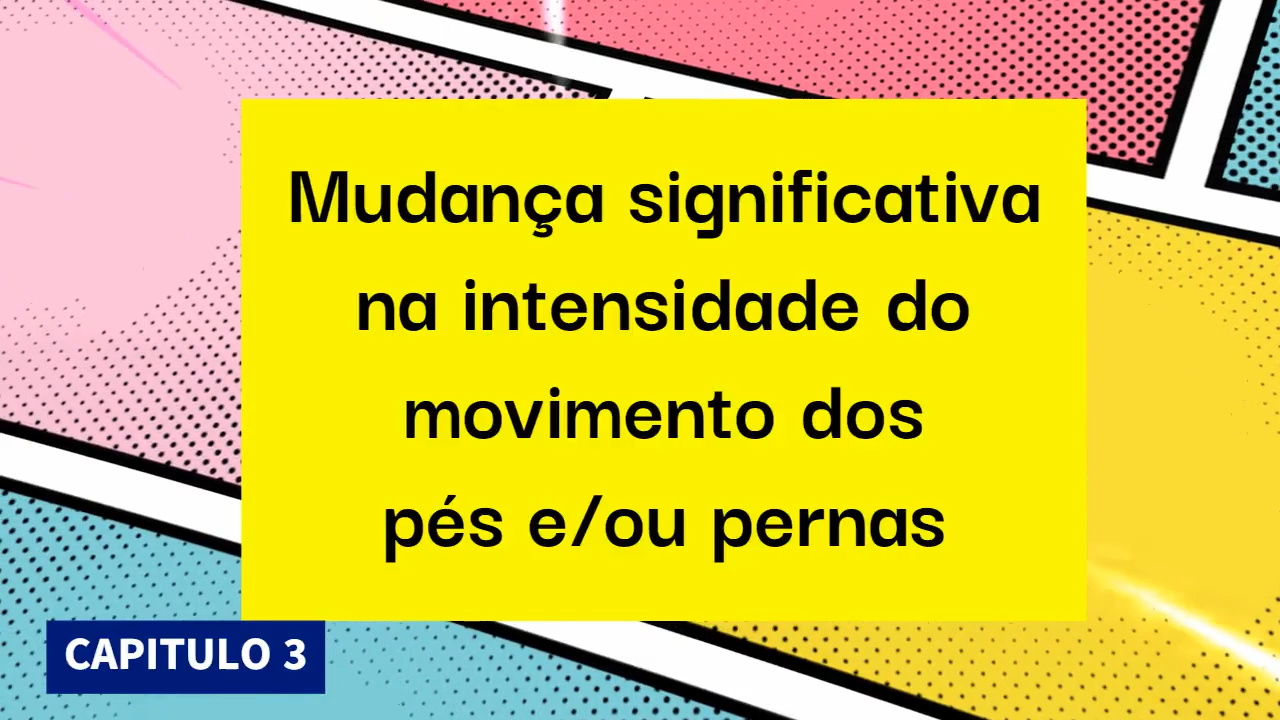 Mudança significativa
na intensidade do
movimento dos
pés e/ou pernas
CAPITULO 3